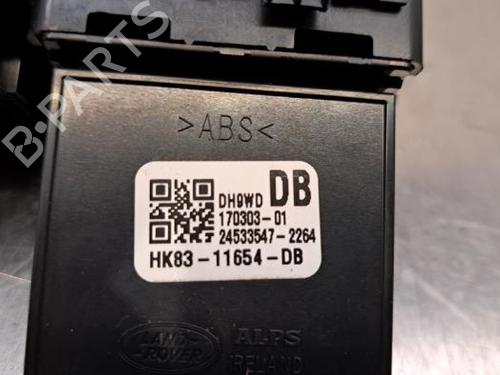 B-PARTS
>ABS<
DH9WD DB
170303-01
24533547-2264
HK83-11654-DB
LAND-
ROVER
ALPS
IRELAND